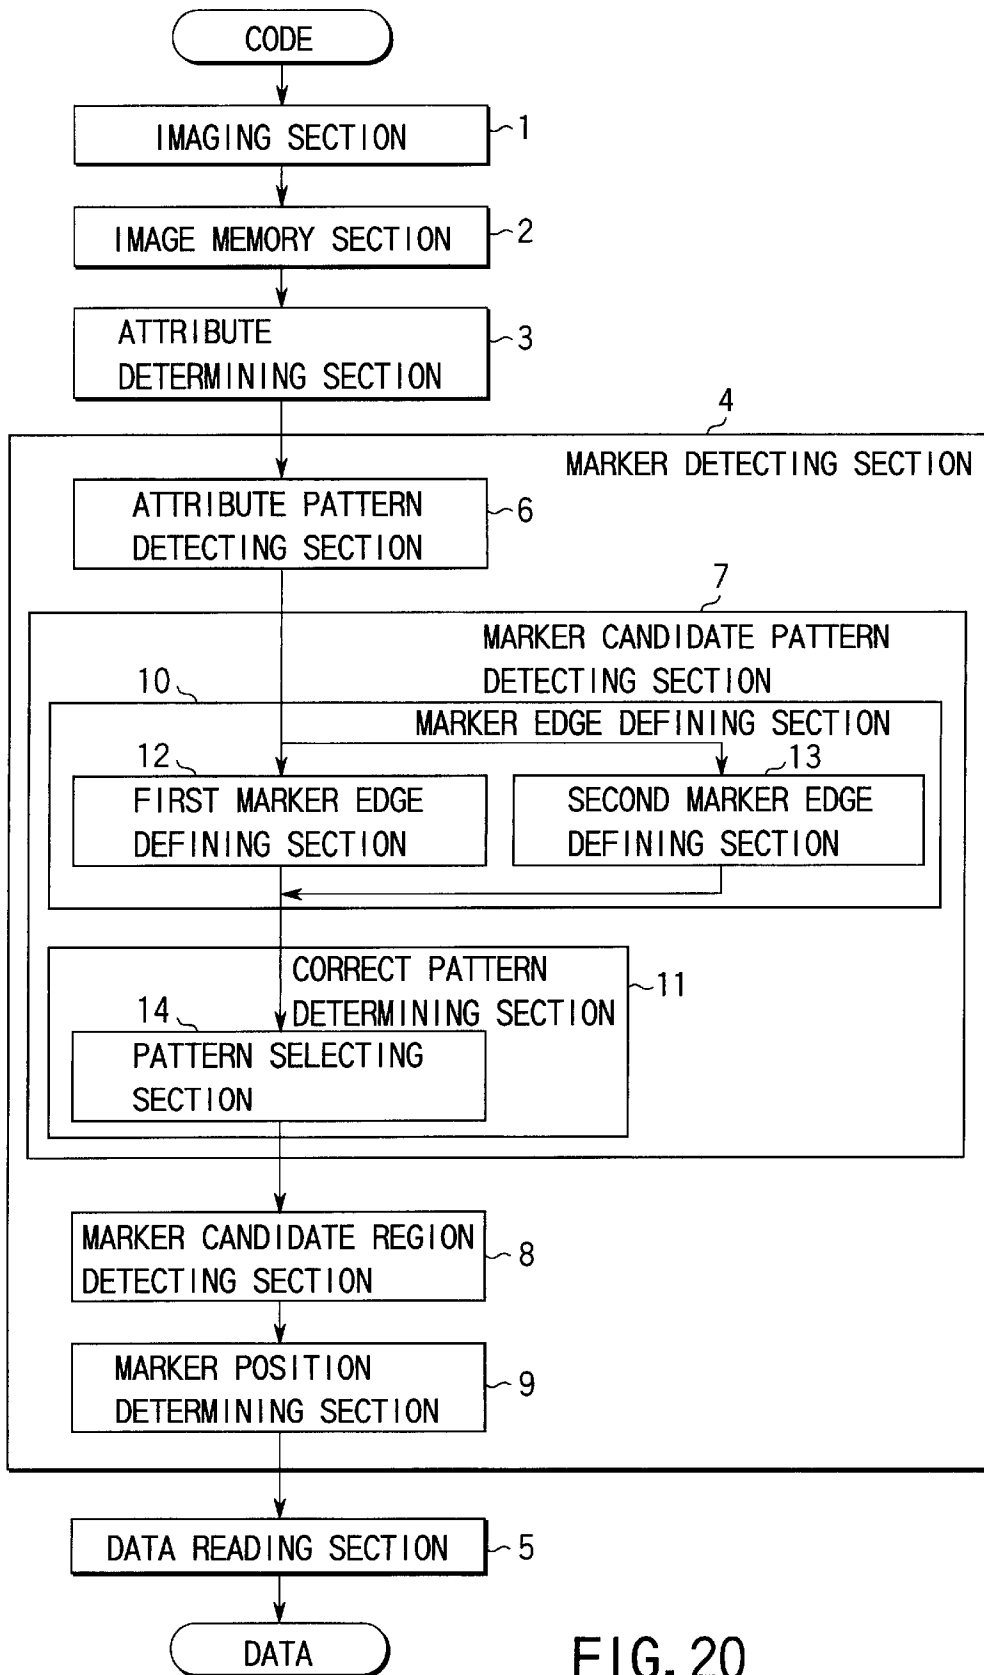 CODE
IMAGING SECTION
1
IMAGE MEMORY SECTION
2
ATTRIBUTE
DETERMINING SECTION
3
4
MARKER DETECTING SECTION
ATTRIBUTE PATTERN
DETECTING SECTION
6
7
MARKER CANDIDATE PATTERN
DETECTING SECTION
10
MARKER EDGE DEFINING SECTION
12
FIRST MARKER EDGE
DEFINING SECTION
13
SECOND MARKER EDGE
DEFINING SECTION
CORRECT PATTERN
DETERMINING SECTION
11
14
PATTERN SELECTING
SECTION
MARKER CANDIDATE REGION
DETECTING SECTION
8
MARKER POSITION
DETERMINING SECTION
9
DATA READING SECTION
5
DATA
FIG. 20